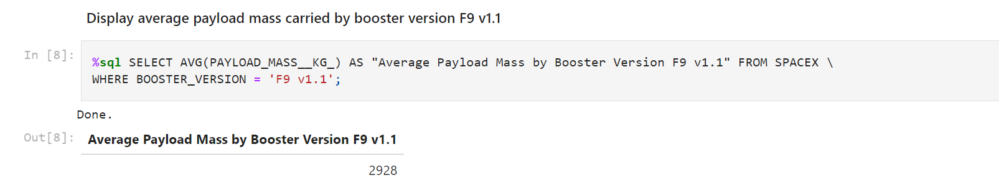 Display average payload mass carried by booster version F9 v1.1
In [8]:
%sql SELECT AVG(PAYLOAD_MASS__KG_) AS "Average Payload Mass by Booster Version F9 v1.1" FROM SPACEX \
WHERE BOOSTER_VERSION = 'F9 v1.1';
Done.
Out[8]:
Average Payload Mass by Booster Version F9 v1.1
2928